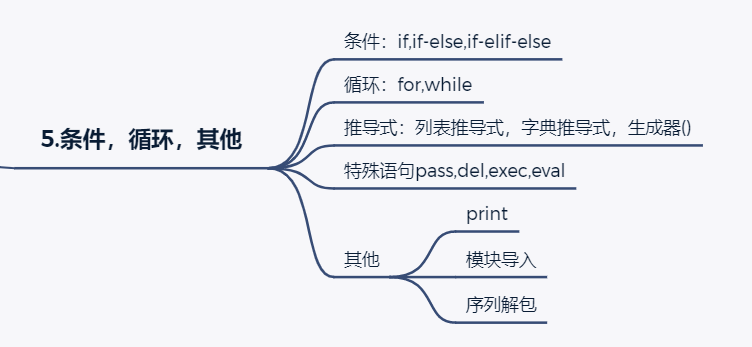 5.条件，循环，其他
条件：if,if-else,if-elif-else
循环：for,while
推导式：列表推导式，字典推导式，生成器()
特殊语句pass,del,exec,eval
其他
print
模块导入
序列解包